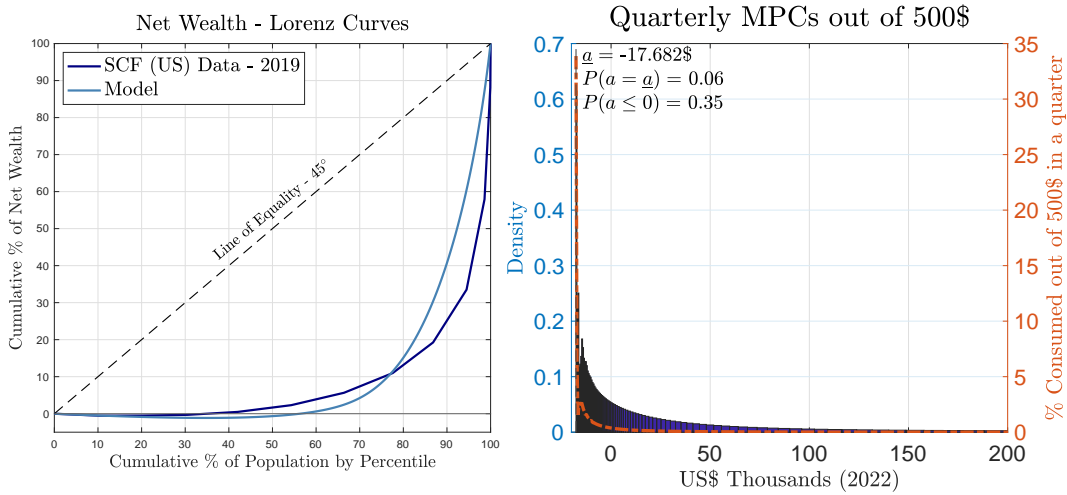 Net Wealth - Lorenz Curves
100
90
80
70
60
50
40
30
20
10
0
Cumulative % of Net Wealth
SCF (US) Data - 2019
Model
Line of Equality - 45°
0 10 20 30 40 50 60 70 80 90 100
Cumulative % of Population by Percentile
Quarterly MPCs out of 500$
0.7
0.6
0.5
0.4
0.3
0.2
0.1
0
Density
a = -17.682$
P(a = a) = 0.06
P(a ≤ 0) = 0.35
35
30
25
20
15
10
5
0
% Consumed out of 500$ in a quarter
0 50 100 150 200
US$ Thousands (2022)